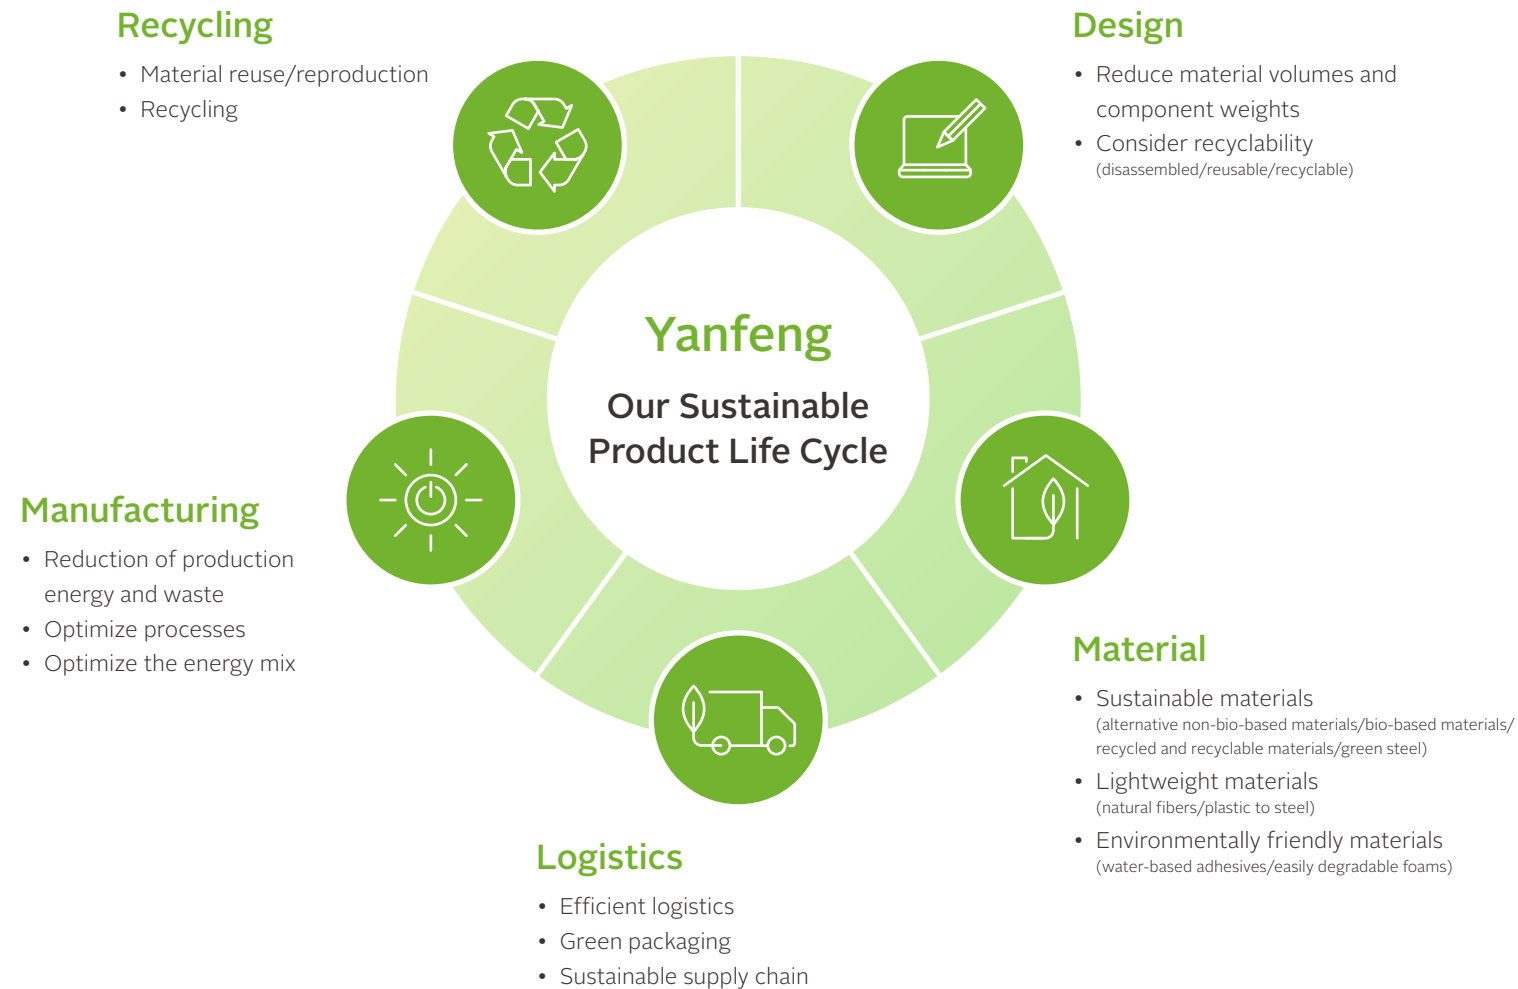 Recycling
• Material reuse/reproduction
• Recycling
Design
• Reduce material volumes and
component weights
• Consider recyclability
(disassembled/reusable/recyclable)
Yanfeng
Our Sustainable
Product Life Cycle
Manufacturing
• Reduction of production
energy and waste
• Optimize processes
• Optimize the energy mix
Material
• Sustainable materials
(alternative non-bio-based materials/bio-based materials/
recycled and recyclable materials/green steel)
• Lightweight materials
(natural fibers/plastic to steel)
• Environmentally friendly materials
(water-based adhesives/easily degradable foams)
Logistics
• Efficient logistics
• Green packaging
• Sustainable supply chain